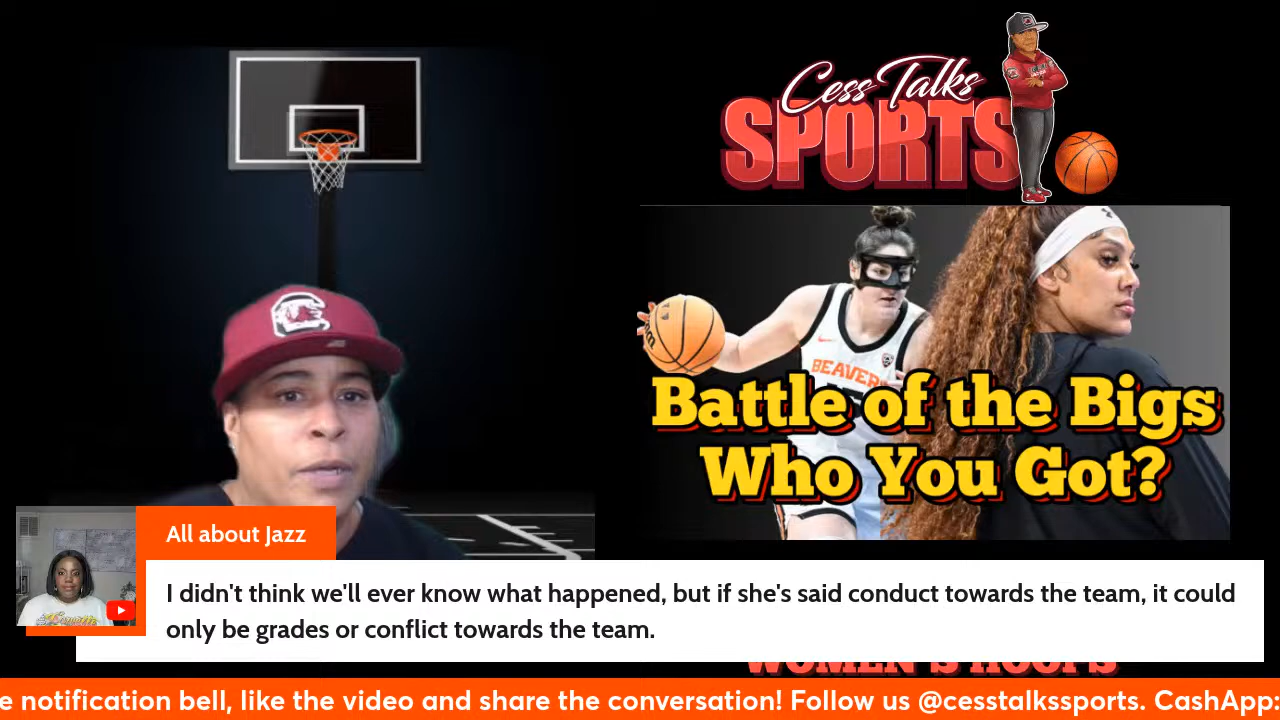 Cess Talks
SPORTS
BEAVERS
Battle of the Bigs
Who You Got?
All about Jazz
I didn't think we'll ever know what happened, but if she's said conduct towards the team, it could
only be grades or conflict towards the team.
WOMEN'S HOOPS
e notification bell, like the video and share the conversation! Follow us @cesstalkssports. CashApp: